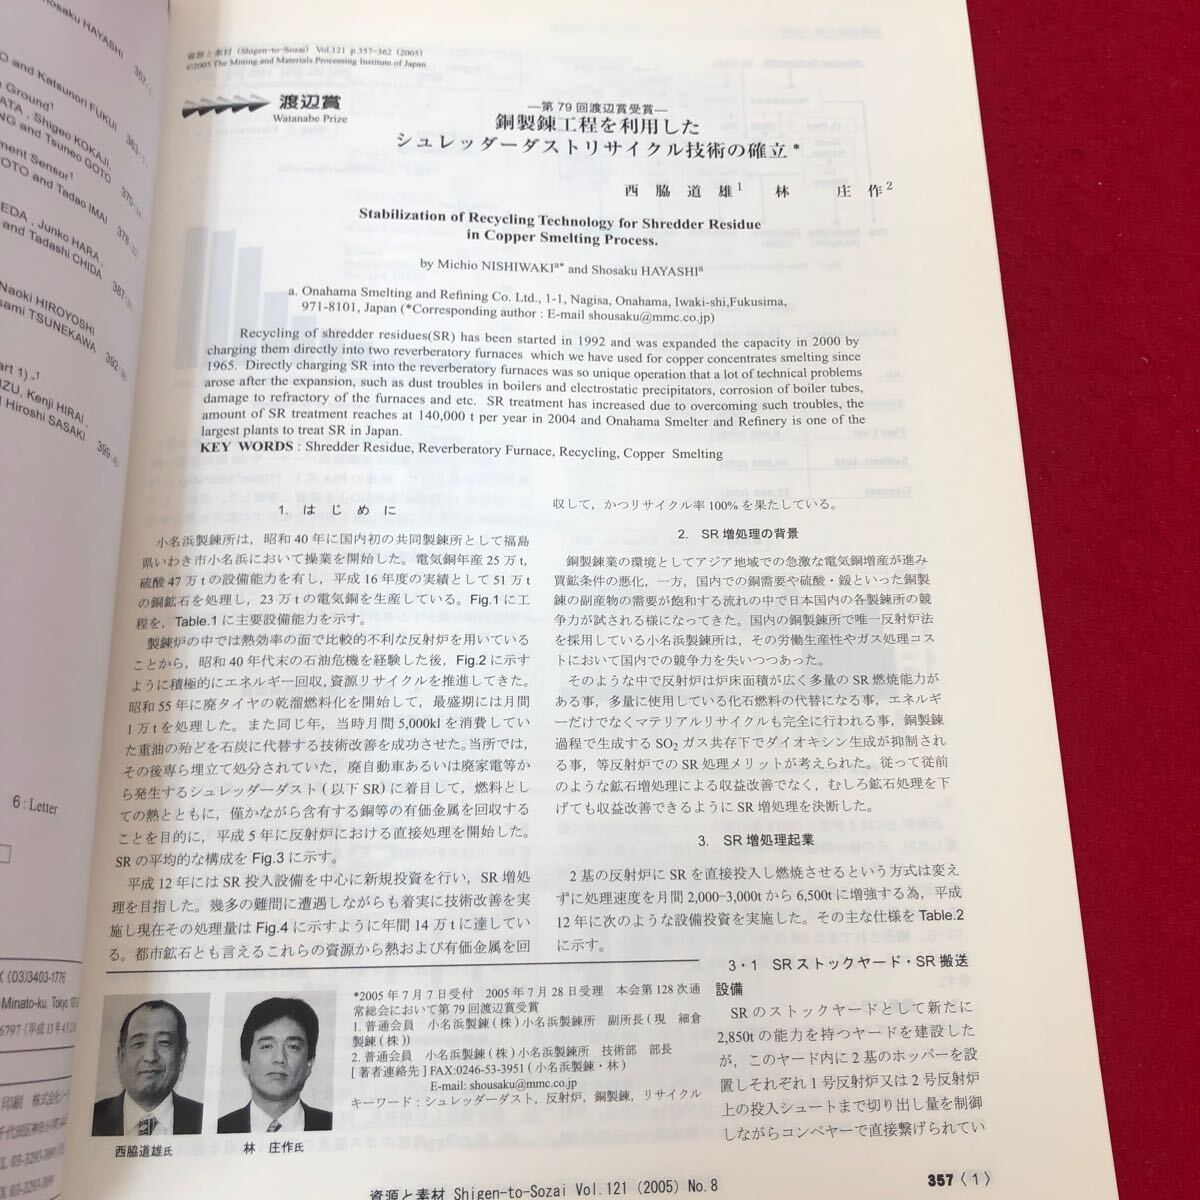 hosaku HAYASHI
367
O and Katsunori FUKUI
363
Ground¹
ATA , Shigeo KOKAJI,
NG and Tsuneo GOTO
370
ment Sensor¹
OTO and Tadao IMAI
378
EDA , Junko HARA ,
and Tadashi CHIDA
387
Naoki HIROYOSHI
sami TSUNEKAWA
392
art 1) .¹
IZU, Kenji HIRAI ,
l Hiroshi SASAKI
399
6 : Letter
X (03)3403-1776
Minato-ku, Tokyo
6797 (平成13年4月
印刷 株式会社
千代田区神田
資源と素材 (Shigen-to-Sozai) Vol.121 p.357-362 (2005)
©2005 The Mining and Materials Processing Institute of Japan
渡辺賞
Watanabe Prize
―第79回渡辺賞受賞―
銅製錬工程を利用した
シュレッダーダストリサイクル技術の確立*
西脇道雄¹ 林 庄作²
Stabilization of Recycling Technology for Shredder Residue
in Copper Smelting Process.
by Michio NISHIWAKIᵃ* and Shosaku HAYASHIᵃ
a. Onahama Smelting and Refining Co. Ltd., 1-1, Nagisa, Onahama, Iwaki-shi,Fukusima,
971-8101, Japan (*Corresponding author : E-mail shousaku@mmc.co.jp)
Recycling of shredder residues(SR) has been started in 1992 and was expanded the capacity in 2000 by
charging them directly into two reverberatory furnaces which we have used for copper concentrates smelting since
1965. Directly charging SR into the reverberatory furnaces was so unique operation that a lot of technical problems
arose after the expansion, such as dust troubles in boilers and electrostatic precipitators, corrosion of boiler tubes,
damage to refractory of the furnaces and etc. SR treatment has increased due to overcoming such troubles, the
amount of SR treatment reaches at 140,000 t per year in 2004 and Onahama Smelter and Refinery is one of the
largest plants to treat SR in Japan.
KEY WORDS : Shredder Residue, Reverberatory Furnace, Recycling, Copper Smelting
1. はじめに
小名浜製錬所は，昭和40年に国内初の共同製錬所として福島
県いわき市小名浜において操業を開始した。電気銅年産25万t,
硫酸47万tの設備能力を有し，平成16年度の実績として51万t
の銅鉱石を処理し，23万tの電気銅を生産している。Fig.1に工
程を，Table.1に主要設備能力を示す。
製錬炉の中では熱効率の面で比較的不利な反射炉を用いている
ことから，昭和40年代末の石油危機を経験した後，Fig.2に示す
ように積極的にエネルギー回収,資源リサイクルを推進してきた。
昭和55年に廃タイヤの乾溜燃料化を開始して，最盛期には月間
1万tを処理した。また同じ年，当時月間5,000klを消費してい
た重油の殆どを石炭に代替する技術改善を成功させた。当所では，
その後専ら埋立て処分されていた，廃自動車あるいは廃家電等か
ら発生するシュレッダーダスト(以下SR)に着目して，燃料とし
ての熱とともに，僅かながら含有する銅等の有価金属を回収する
ことを目的に，平成5年に反射炉における直接処理を開始した。
SRの平均的な構成をFig.3に示す。
平成12年にはSR投入設備を中心に新規投資を行い，SR増処
理を目指した。幾多の難問に遭遇しながらも着実に技術改善を実
施し現在その処理量はFig.4に示すように年間14万tに達してい
る。都市鉱石とも言えるこれらの資源から熱および有価金属を回
収して，かつリサイクル率100%を果たしている。
2. SR増処理の背景
銅製錬業の環境としてアジア地域での急激な電気銅増産が進み
買鉱条件の悪化，一方，国内での銅需要や硫酸・鍰といった銅製
錬の副産物の需要が飽和する流れの中で日本国内の各製錬所の競
争力が試される様になってきた。国内の銅製錬所で唯一反射炉法
を採用している小名浜製錬所は，その労働生産性やガス処理コス
トにおいて国内での競争力を失いつつあった。
そのような中で反射炉は炉床面積が広く多量のSR燃焼能力が
ある事，多量に使用している化石燃料の代替になる事，エネルギ
ーだけでなくマテリアルリサイクルも完全に行われる事，銅製錬
過程で生成するSO₂ガス共存下でダイオキシン生成が抑制され
る事，等反射炉でのSR処理メリットが考えられた。従って従前
のような鉱石増処理による収益改善でなく，むしろ鉱石処理を下
げても収益改善できるようにSR増処理を決断した。
3. SR増処理起業
2基の反射炉にSRを直接投入し燃焼させるという方式は変え
ずに処理速度を月間2,000-3,000tから6,500tに増強する為，平成
12年に次のような設備投資を実施した。その主な仕様をTable.2
に示す。
3・1 SRストックヤード・SR搬送
設備
SRのストックヤードとして新たに
2,850tの能力を持つヤードを建設した
が，このヤード内に2基のホッパーを設
置しそれぞれ1号反射炉又は2号反射炉
上の投入シュートまで切り出し量を制御
しながらコンベヤーで直接繋げられてい
*2005年7月7日受付 2005年7月28日受理 本会第128次通
常総会において第79回渡辺賞受賞
1. 普通会員 小名浜製錬(株)小名浜製錬所 副所長(現 細倉
製錬(株))
2. 普通会員 小名浜製錬(株)小名浜製錬所 技術部 部長
[著者連絡先] FAX:0246-53-3951 (小名浜製錬・林)
E-mail: shousaku@mmc.co.jp
キーワード：シュレッダーダスト，反射炉，銅製錬，リサイクル
西脇道雄氏
林 庄作氏
資源と素材 Shigen-to-Sozai Vol.121 (2005) No.8
357〈1〉